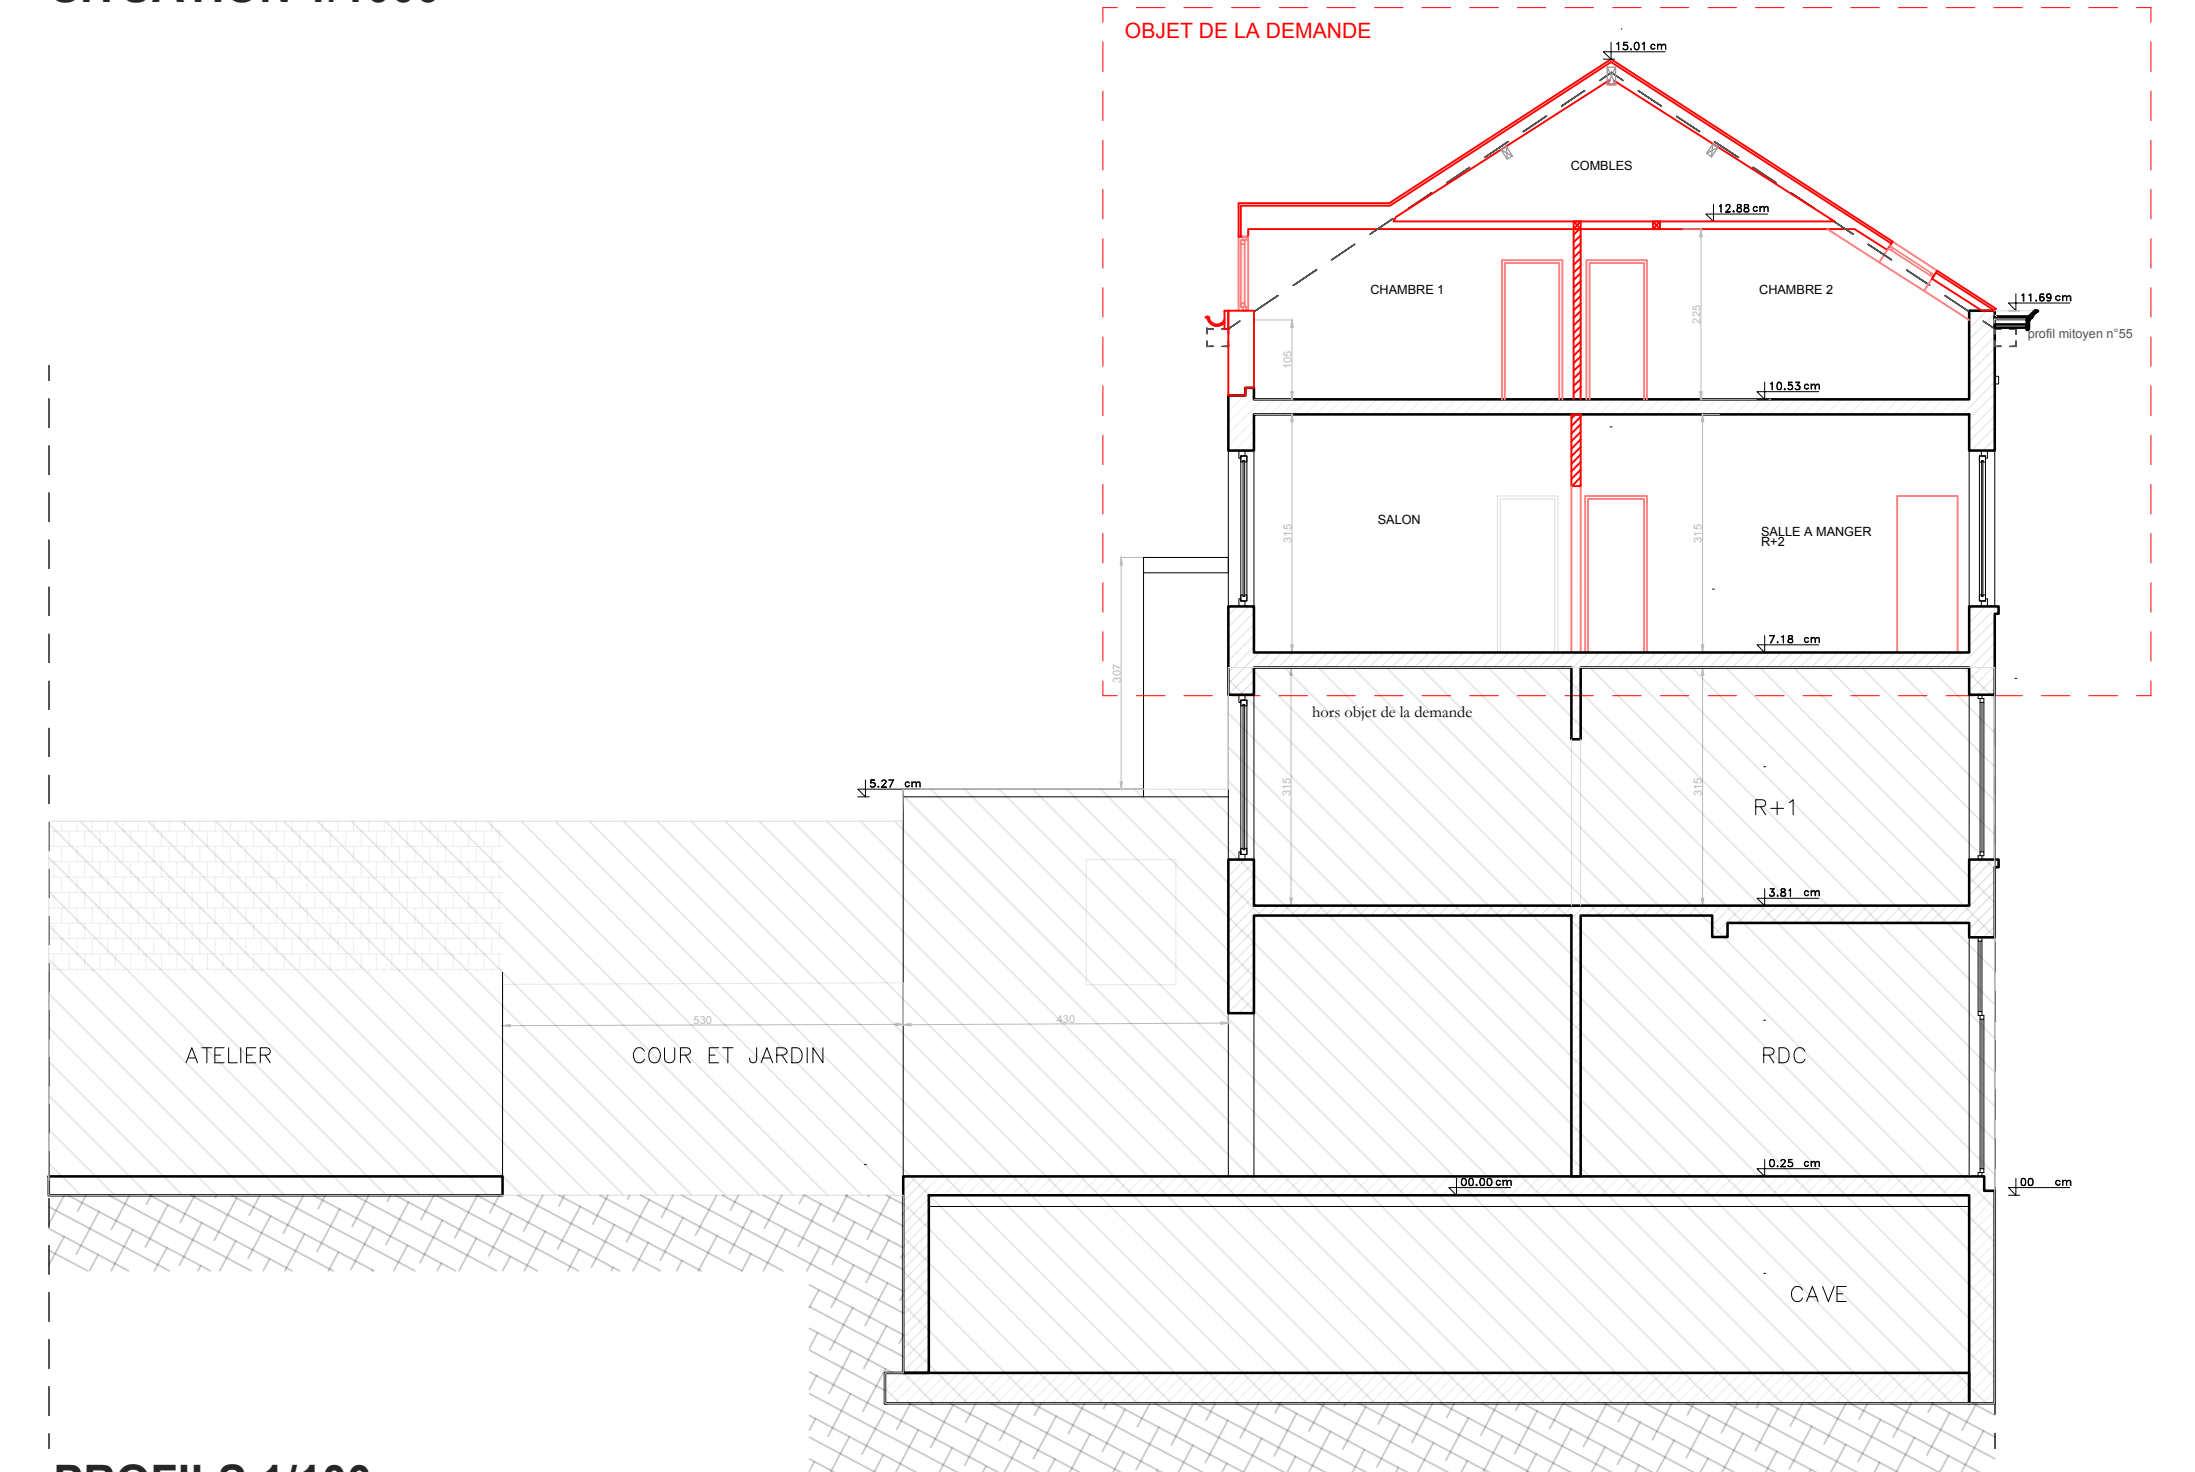 OBJET DE LA DEMANDE
15.01 cm
COMBLES
12.88 cm
CHAMBRE 1
CHAMBRE 2
11.69 cm
225
profil mitoyen n°55
105
10.53 cm
SALON
315
315
SALLE A MANGER
R+2
7.18 cm
307
hors objet de la demande
5.27 cm
315
315
R+1
3.81 cm
530
430
ATELIER
COUR ET JARDIN
RDC
0.25 cm
00.00 cm
00 cm
CAVE